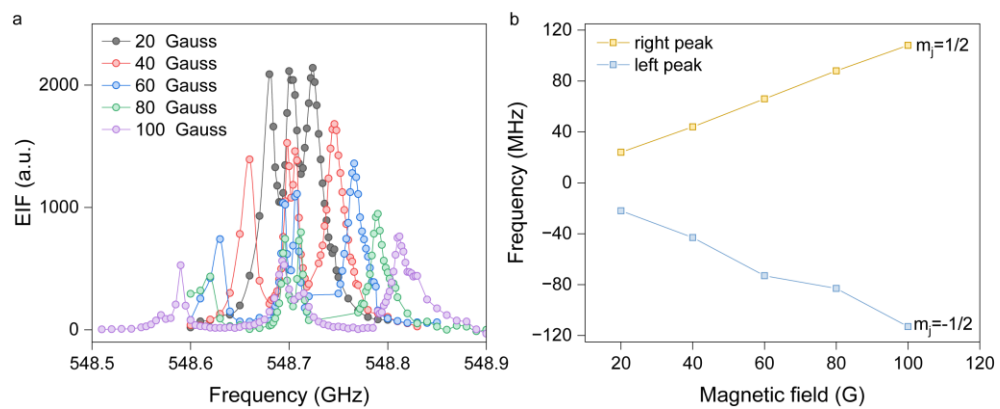 a
20 Gauss
40 Gauss
60 Gauss
80 Gauss
100 Gauss
2000
1000
0
EIF (a.u.)
548.5
548.6
548.7
548.8
548.9
Frequency (GHz)
b
right peak
left peak
mj=1/2
mj=-1/2
120
80
40
0
−40
−80
−120
Frequency (MHz)
20
40
60
80
100
120
Magnetic field (G)